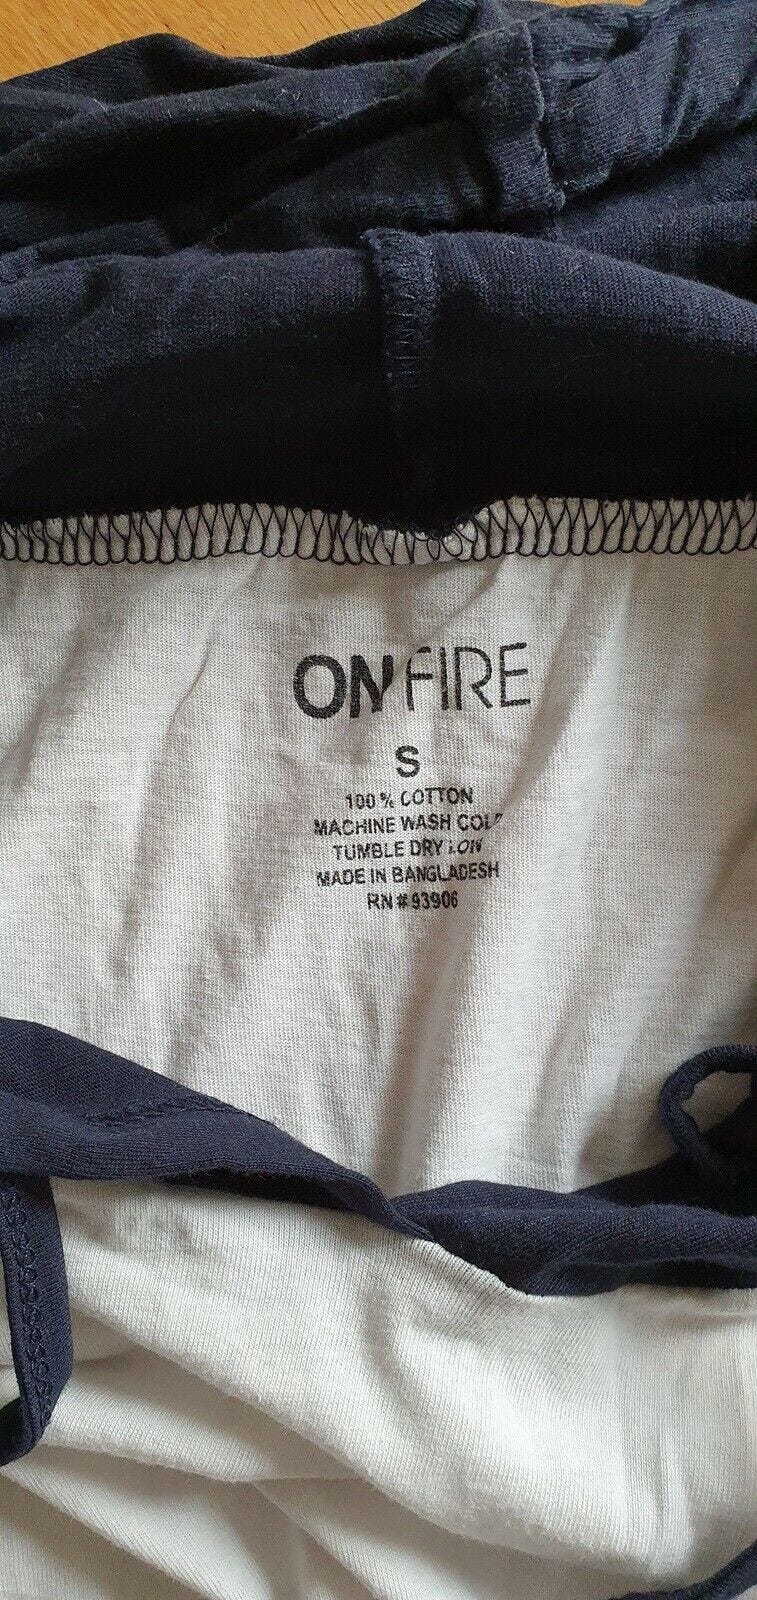 ONFIRE
S
100% COTTON
MACHINE WASH COLD
TUMBLE DRY LOW
MADE IN BANGLADESH
RN# 93906